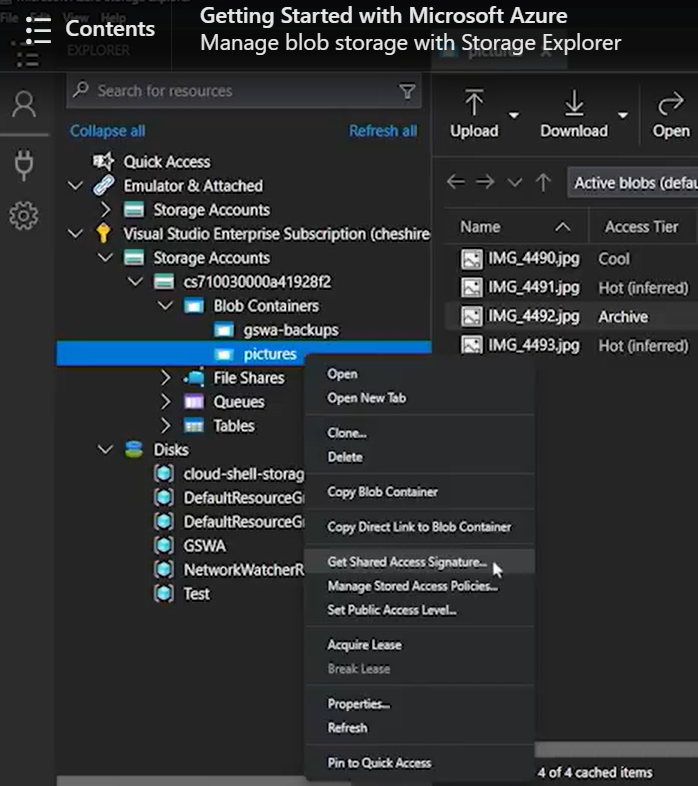 Getting Started with Microsoft Azure
Contents
Manage blob storage with Storage Explorer
EXPLORER
pictures
Search for resources
Collapse all
Refresh all
Upload
Download
Open
Quick Access
Emulator & Attached
Storage Accounts
Visual Studio Enterprise Subscription (cheshire
Storage Accounts
cs710030000a41928f2
Blob Containers
gswa-backups
pictures
File Shares
Queues
Tables
Disks
cloud-shell-storag
DefaultResourceG
DefaultResourceG
GSWA
NetworkWatcherR
Test
Active blobs (defau
Name
Access Tier
IMG_4490.jpg Cool
IMG_4491.jpg Hot (inferred)
IMG_4492.jpg Archive
IMG_4493.jpg Hot (inferred)
Open
Open New Tab
Clone...
Delete
Copy Blob Container
Copy Direct Link to Blob Container
Get Shared Access Signature...
Manage Stored Access Policies...
Set Public Access Level...
Acquire Lease
Break Lease
Properties...
Refresh
Pin to Quick Access
4 of 4 cached items